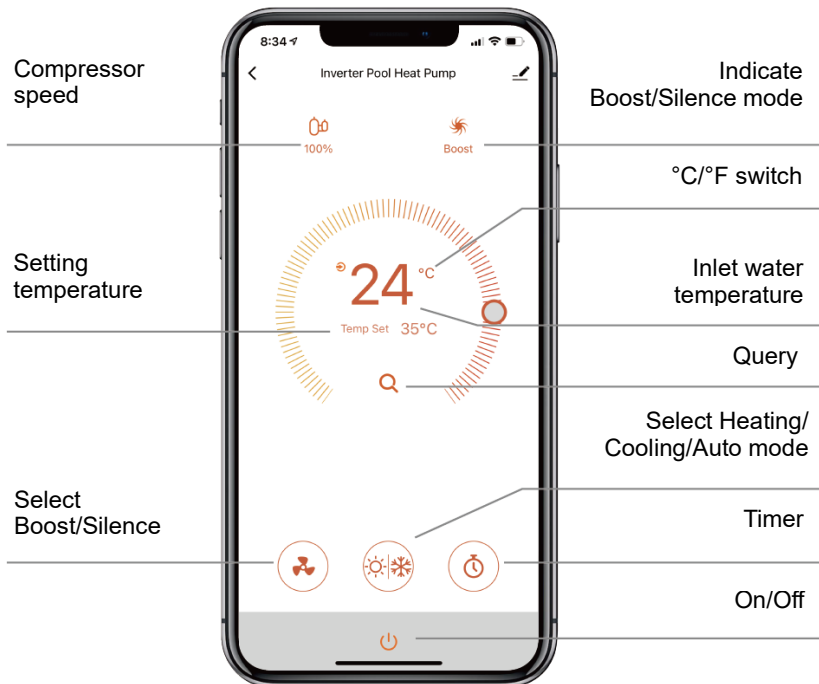 8:34
Inverter Pool Heat Pump
Compressor
speed
Indicate
Boost/Silence mode
100%
Boost
°C/°F switch
Setting
temperature
24 °C
Inlet water
temperature
Temp Set 35°C
Query
Select Heating/
Cooling/Auto mode
Select
Boost/Silence
Timer
On/Off